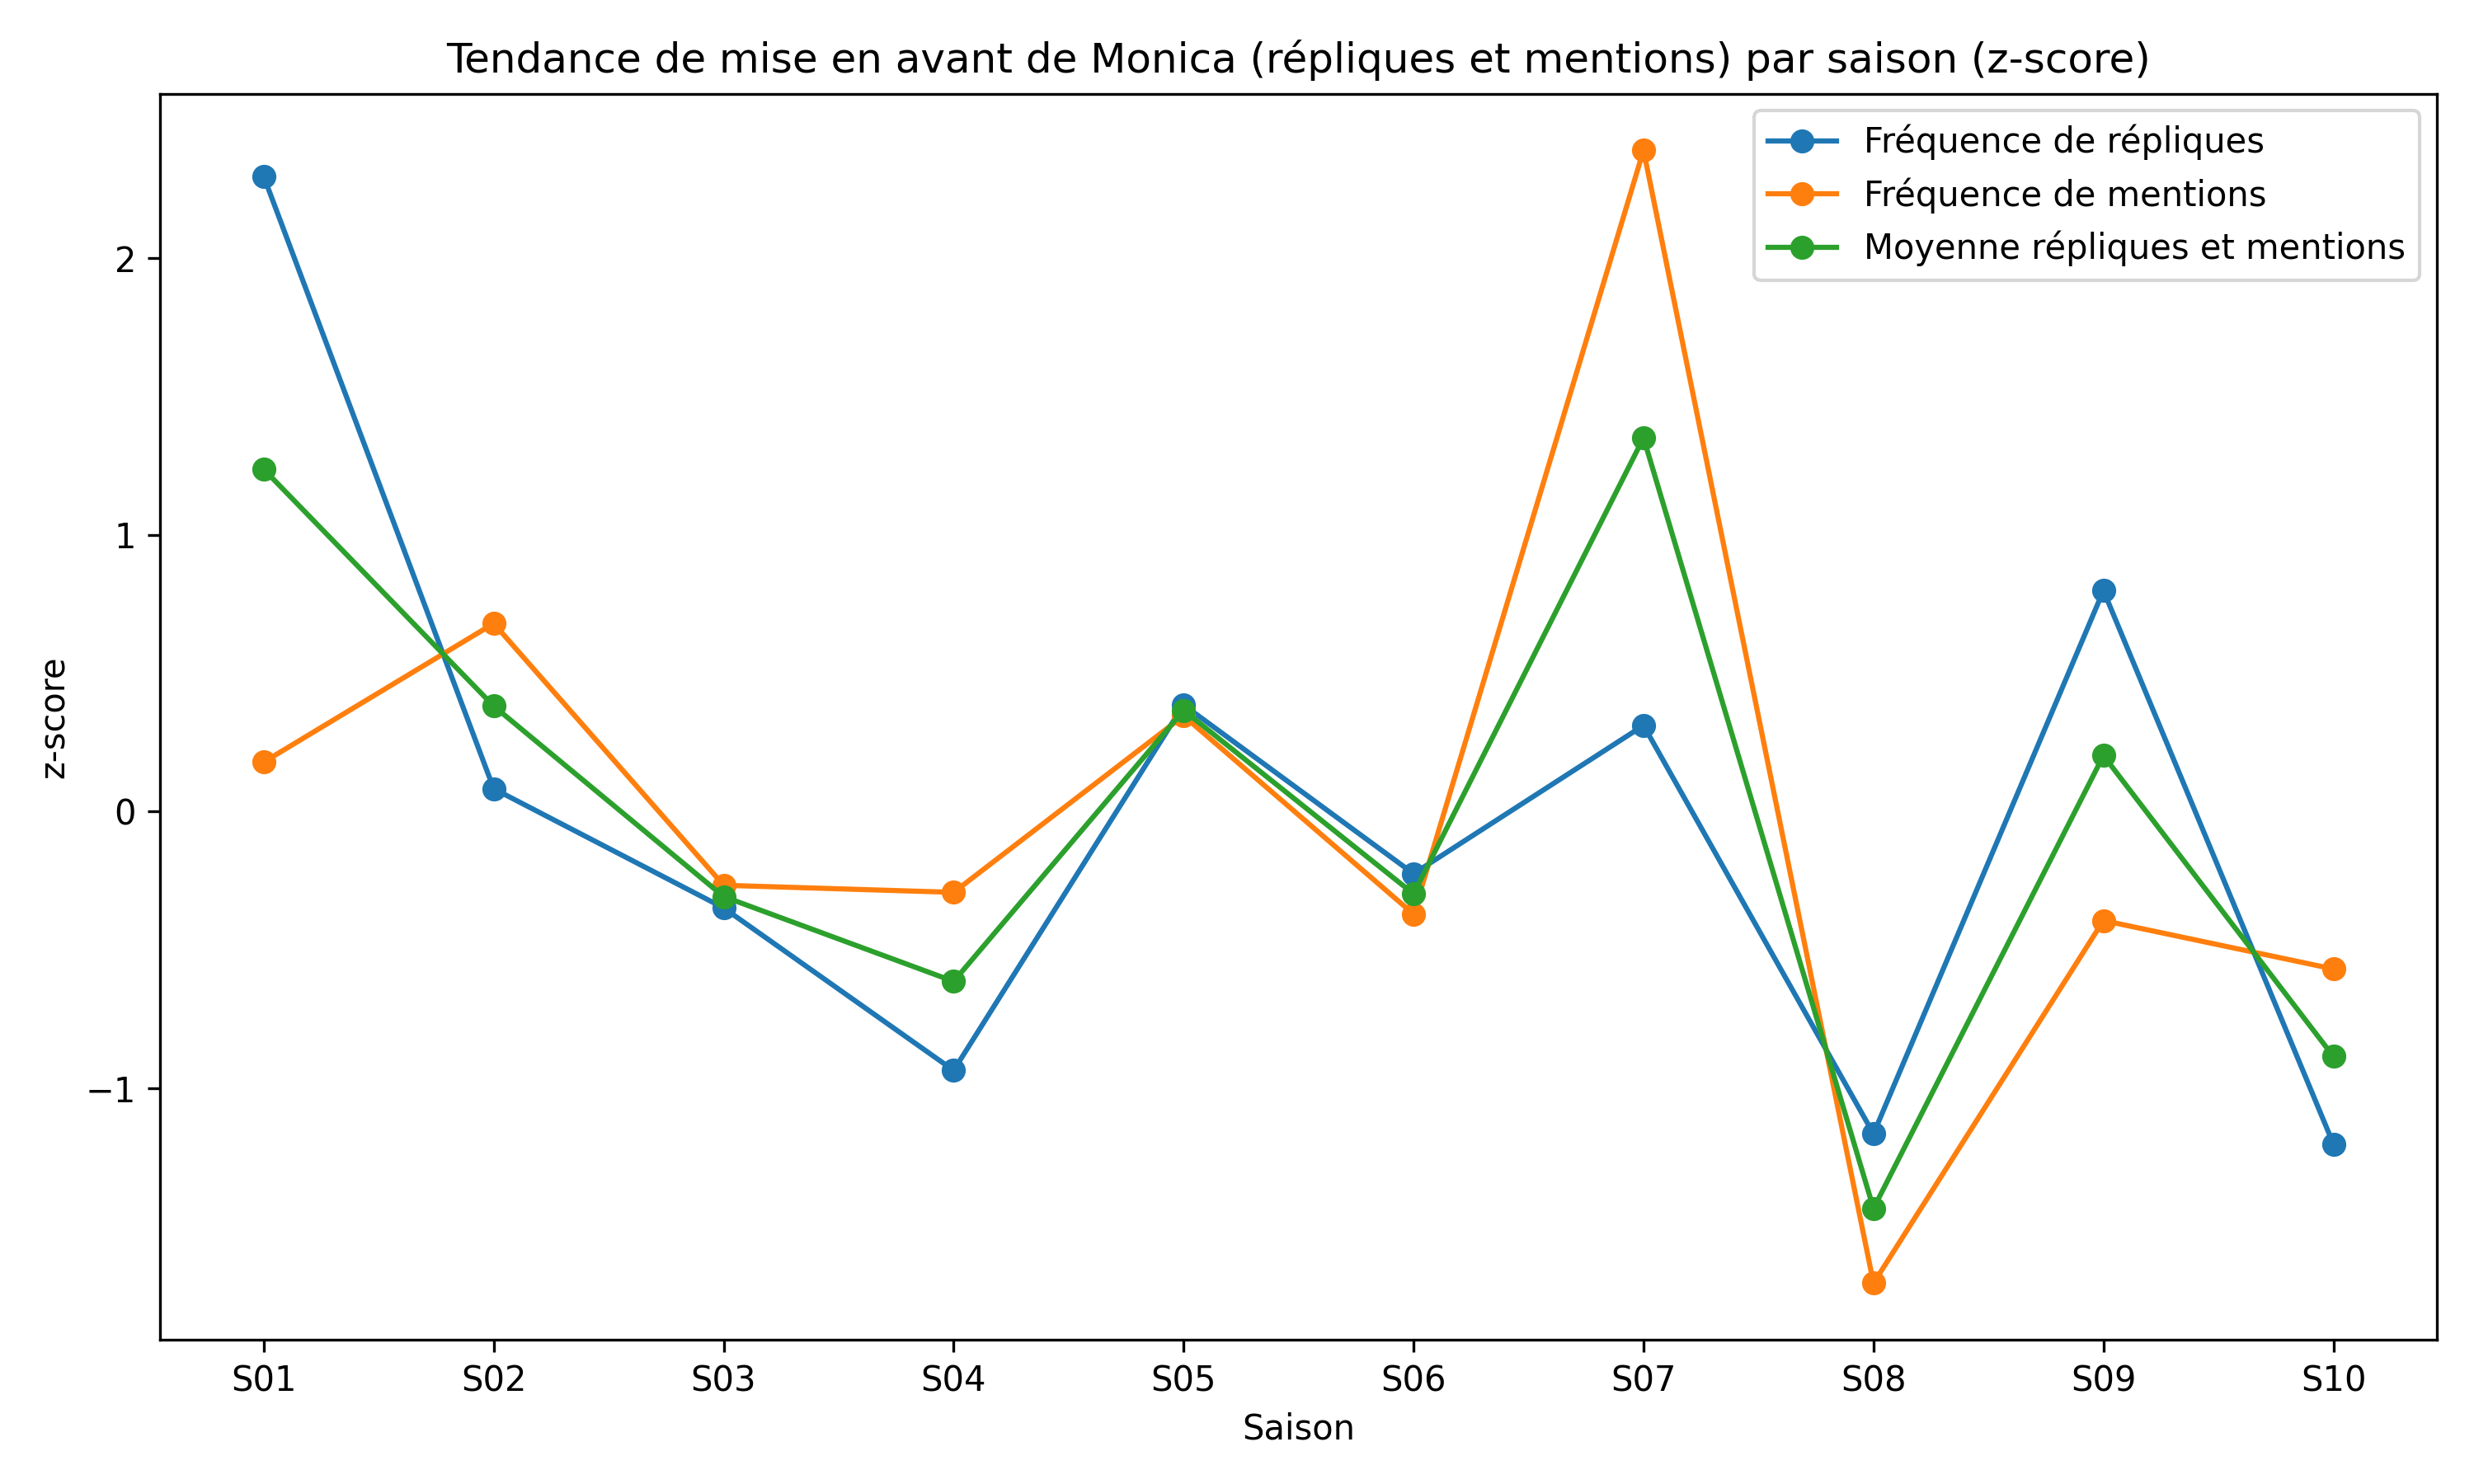 Tendance de mise en avant de Monica (répliques et mentions) par saison (z-score)
Fréquence de répliques
Fréquence de mentions
Moyenne répliques et mentions
z-score
2
1
0
−1
S01 S02 S03 S04 S05 S06 S07 S08 S09 S10
Saison